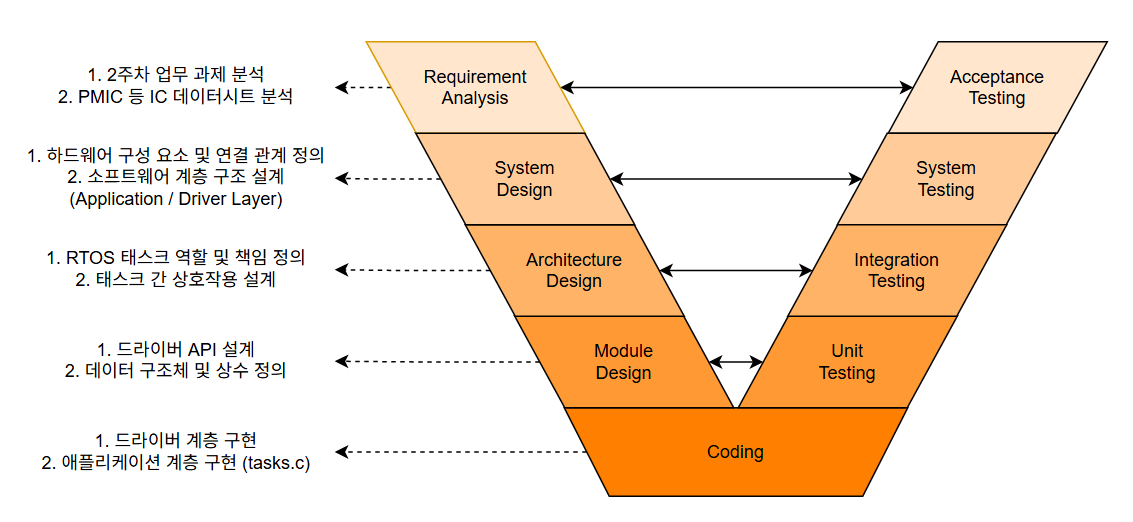 1. 2주차 업무 과제 분석
2. PMIC 등 IC 데이터시트 분석
Requirement
Analysis
Acceptance
Testing
1. 하드웨어 구성 요소 및 연결 관계 정의
2. 소프트웨어 계층 구조 설계
(Application / Driver Layer)
System
Design
System
Testing
1. RTOS 태스크 역할 및 책임 정의
2. 태스크 간 상호작용 설계
Architecture
Design
Integration
Testing
1. 드라이버 API 설계
2. 데이터 구조체 및 상수 정의
Module
Design
Unit
Testing
1. 드라이버 계층 구현
2. 애플리케이션 계층 구현 (tasks.c)
Coding